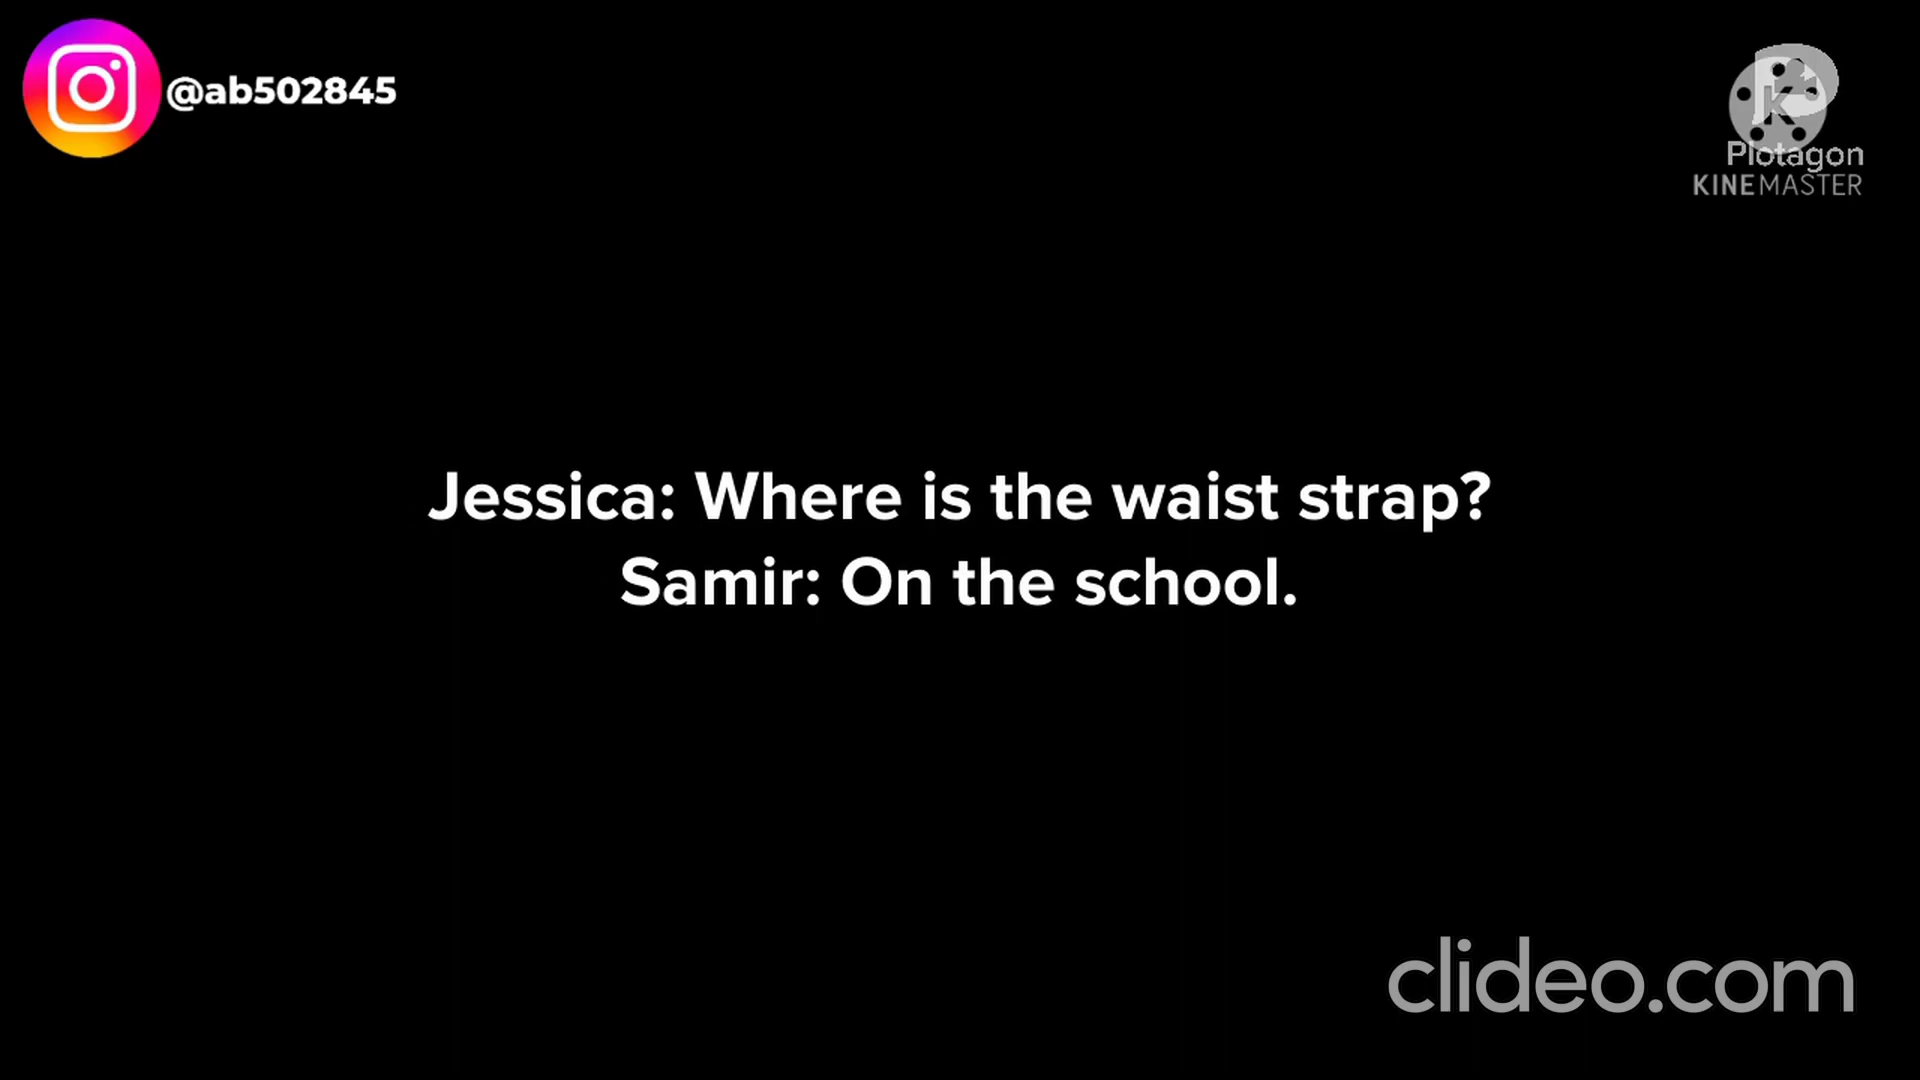 @ab502845
Plotagon
KINEMASTER
Jessica: Where is the waist strap?
Samir: On the school.
clideo.com